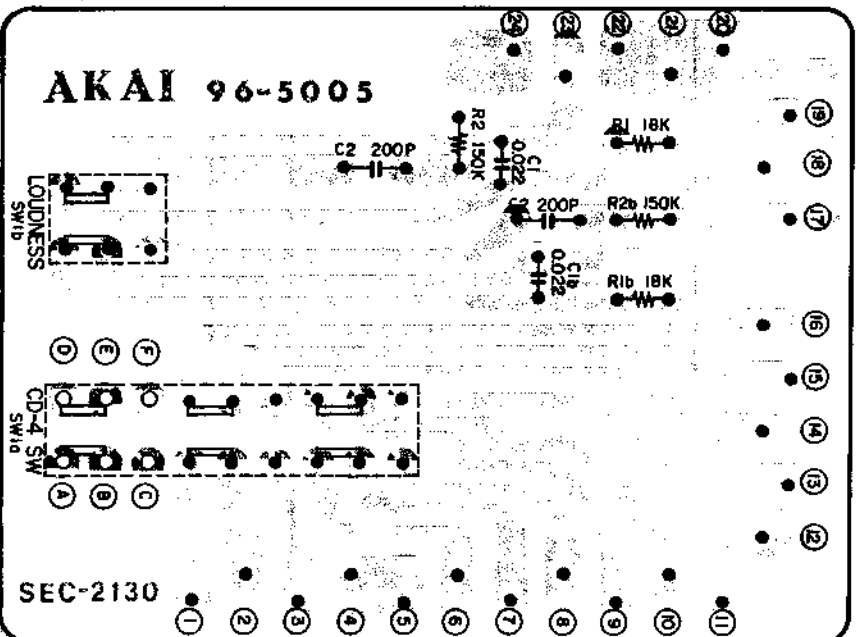 24 23 22 21 20
AKAI 96-5005
C2 200P
R2 150K
C1 0.022
R1 18K
19
18
17
LOUDNESS
SW1b
C2 200P
R2b 150K
C1b 0.022
R1b 18K
16
15
14
13
12
D E F
CD-4 SW
SW1a
A B C
SEC-2130
1 2 3 4 5 6 7 8 9 10 11